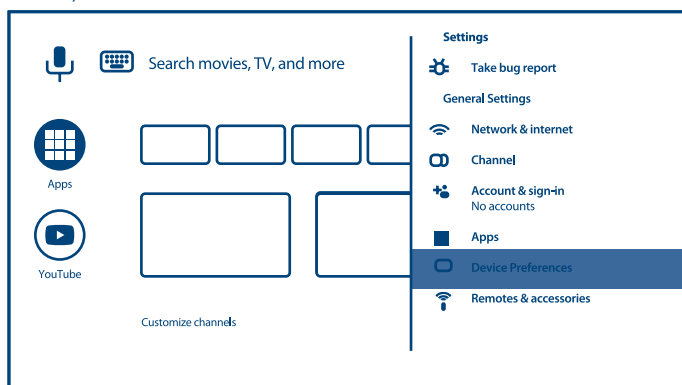 Search movies, TV, and more
Apps
YouTube
Customize channels
Settings
Take bug report
General Settings
Network & internet
Channel
Account & sign-in
No accounts
Apps
Device Preferences
Remotes & accessories